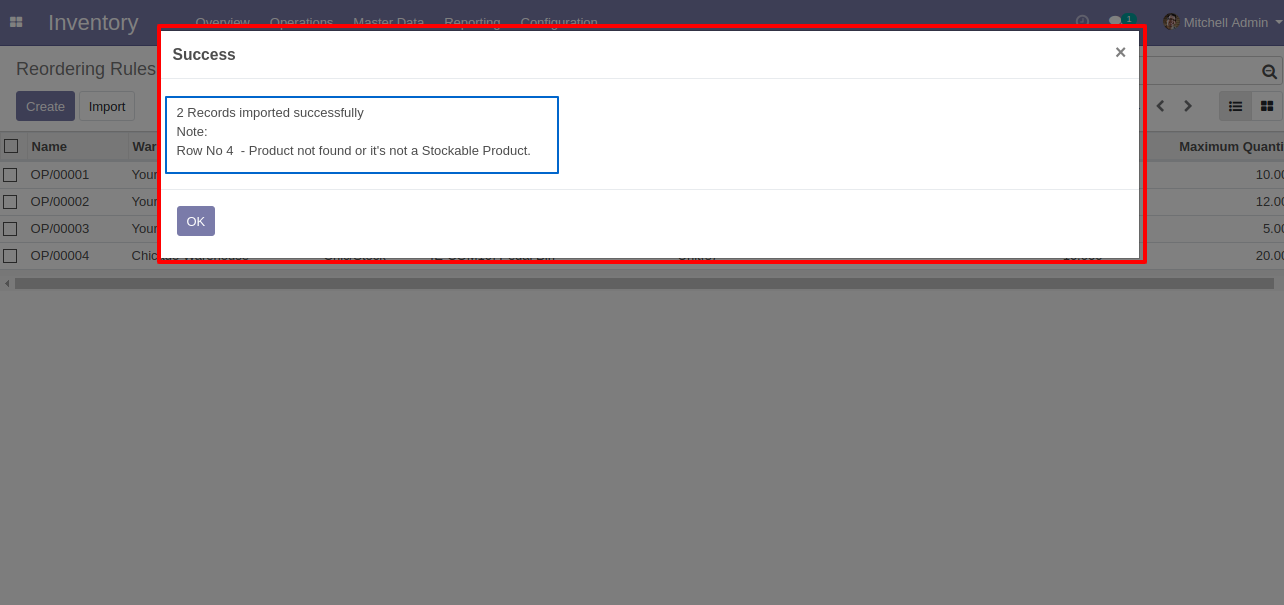 Inventory
Overview Operations Master Data Reporting Configuration
1
Mitchell Admin
Reordering Rules
Create Import
Success
×
2 Records imported successfully
Note:
Row No 4 - Product not found or it's not a Stockable Product.
OK
Name War Maximum Quanti
OP/00001 Your 10.00
OP/00002 Your 12.00
OP/00003 Your 5.00
OP/00004 Chicago Warehouse 20.00